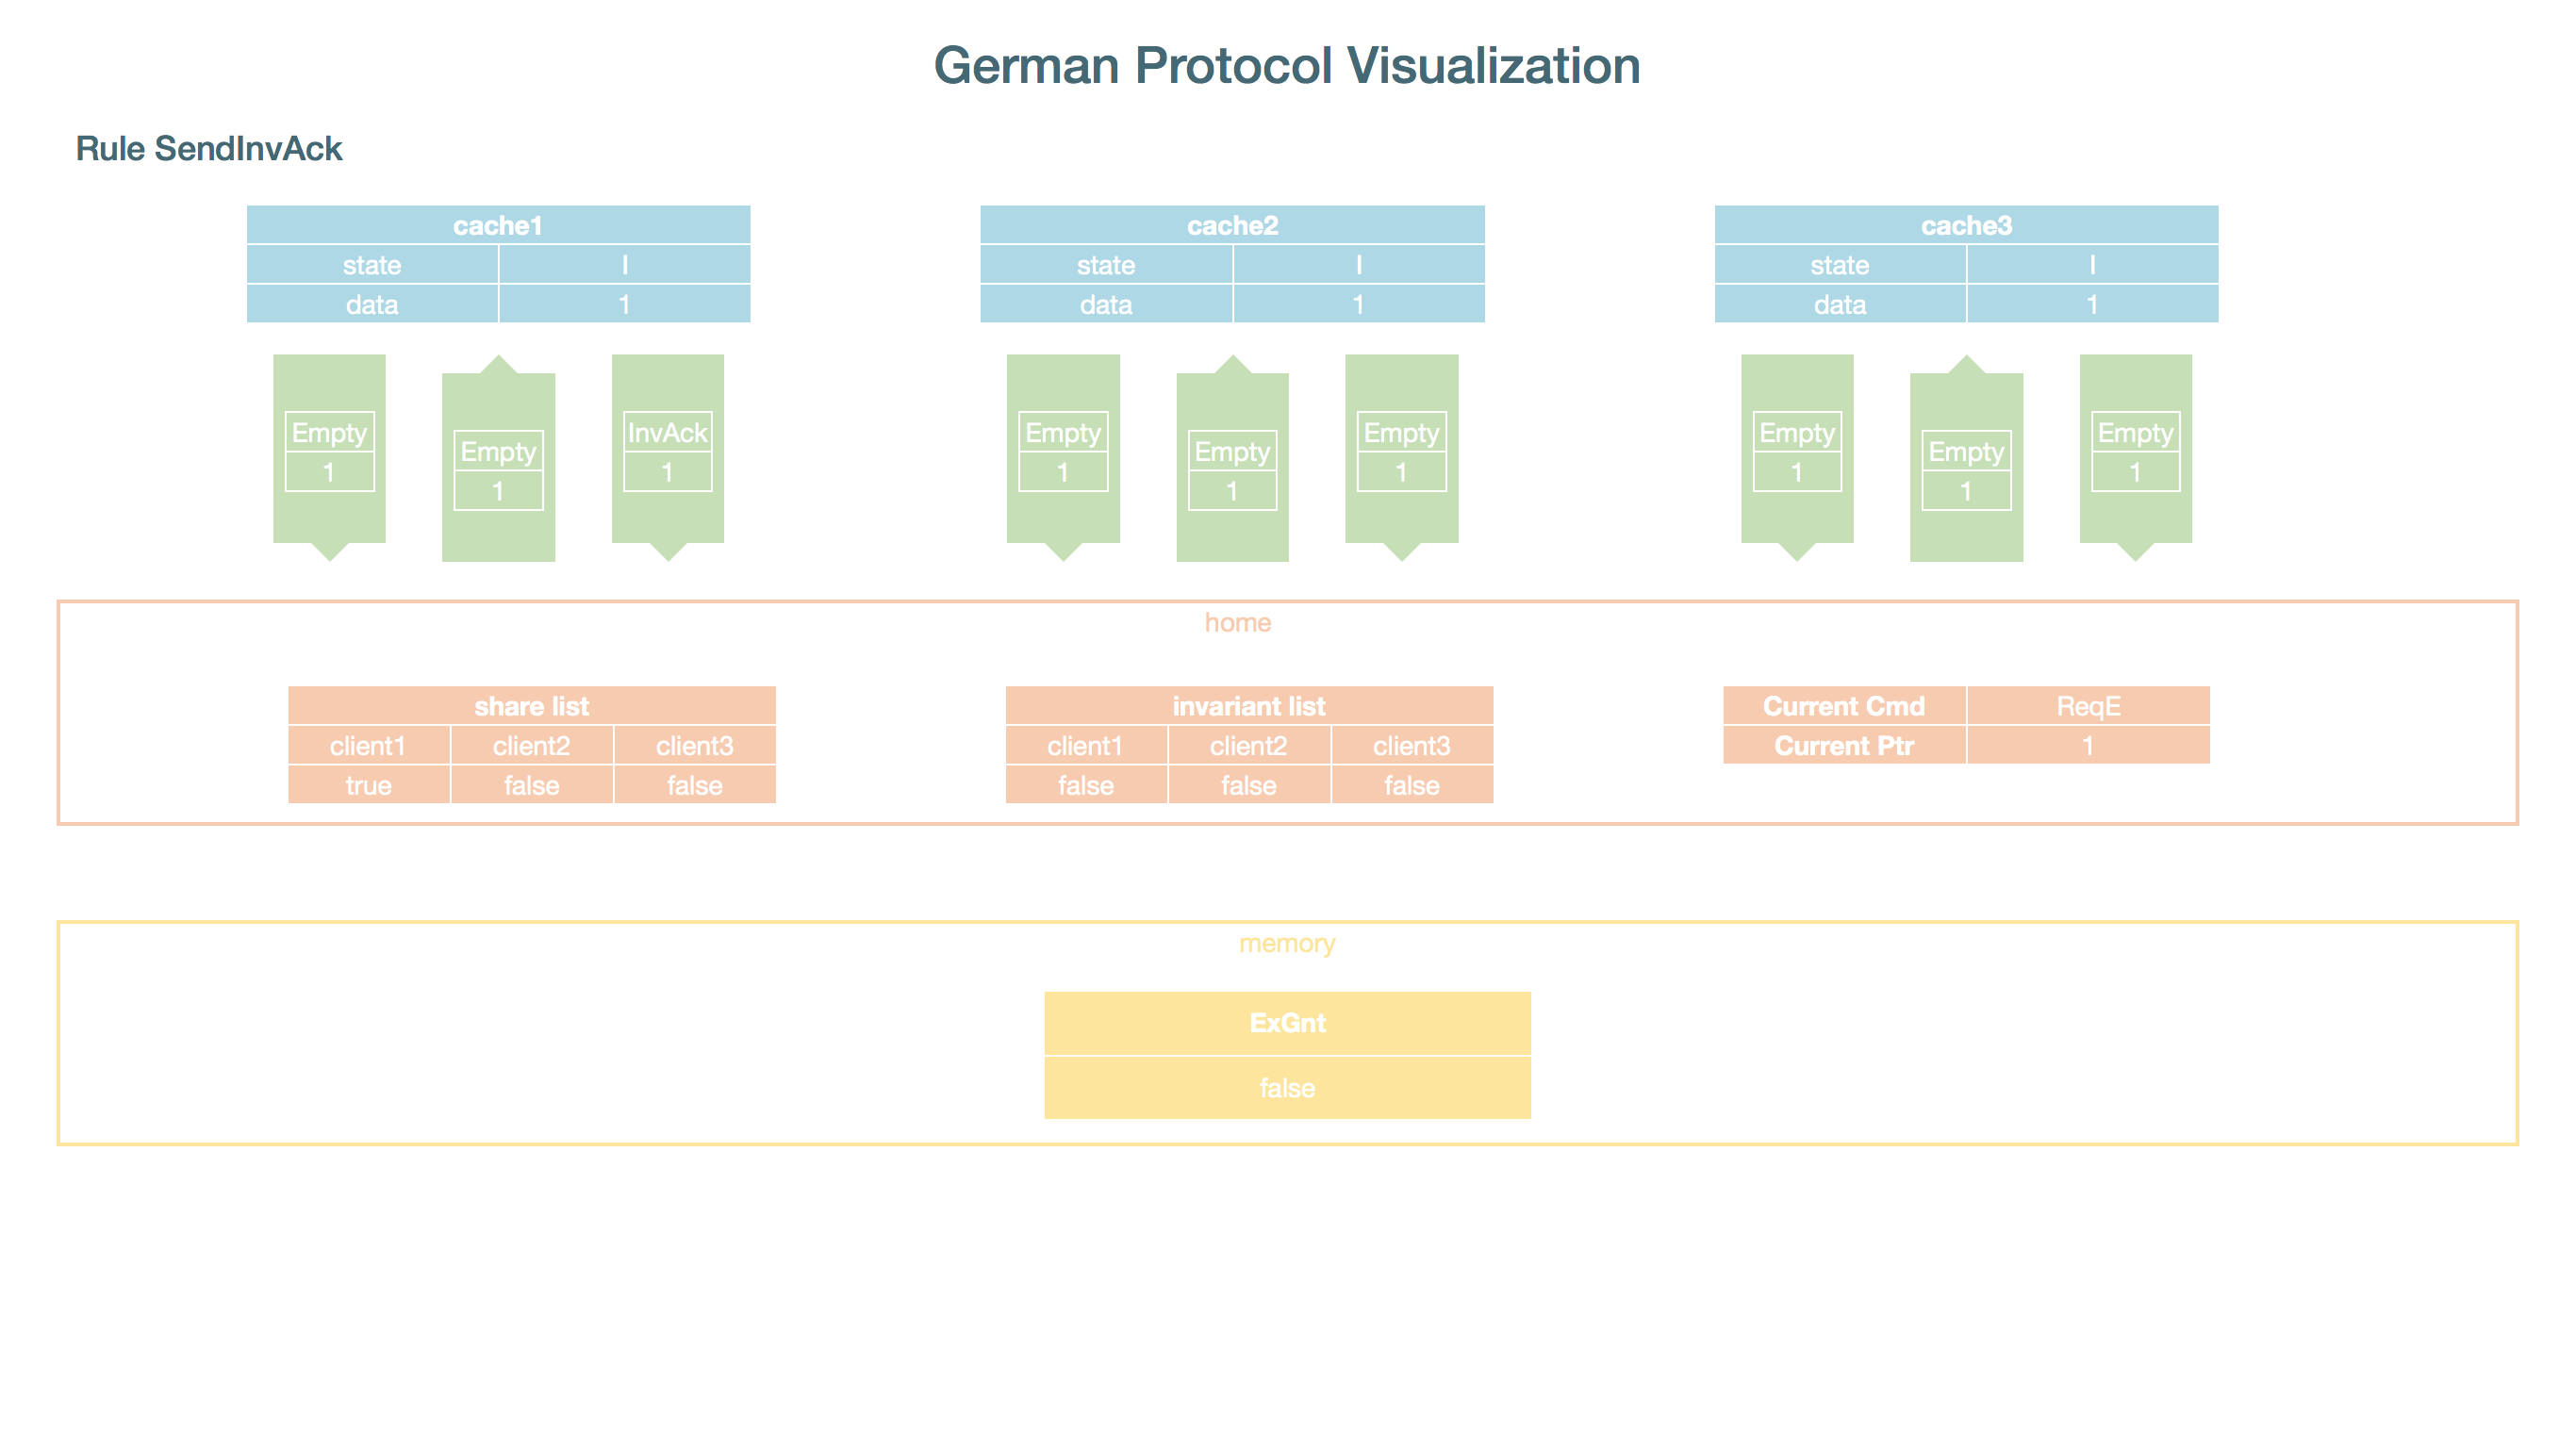 German Protocol Visualization
Rule SendInvAck
cache1
state I
data 1
cache2
state I
data 1
cache3
state I
data 1
Empty
1
Empty
1
InvAck
1
Empty
1
Empty
1
Empty
1
Empty
1
Empty
1
Empty
1
home
share list
client1 client2 client3
true false false
invariant list
client1 client2 client3
false false false
Current Cmd ReqE
Current Ptr 1
memory
ExGnt
false